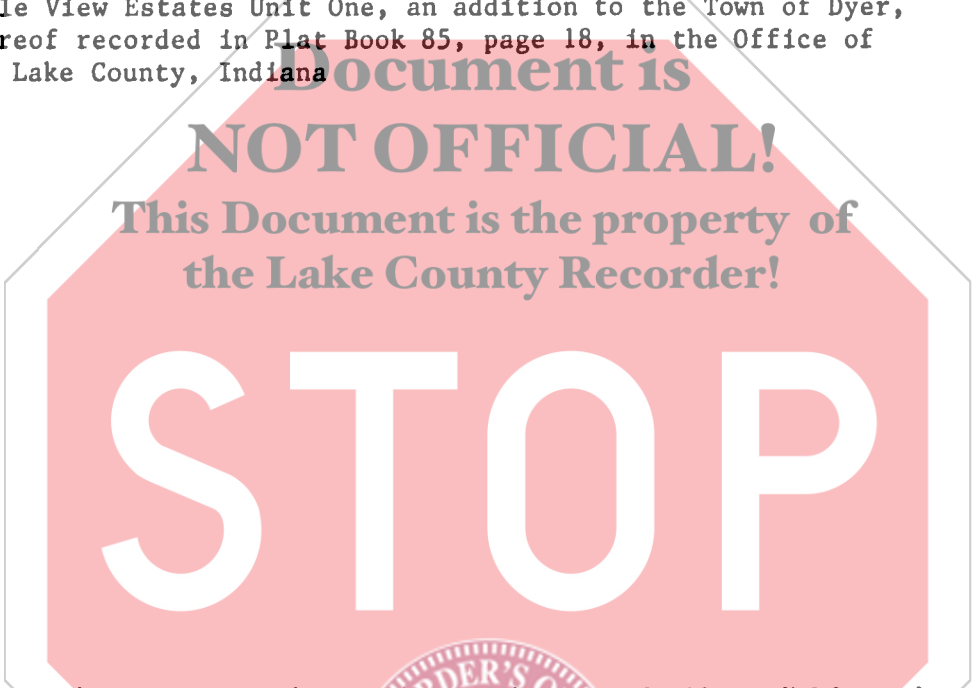 le View Estates Unit One, an addition to the Town of Dyer,
reof recorded in Plat Book 85, page 18, in the Office of
Lake County, Indiana
Document is
NOT OFFICIAL!
This Document is the property of
the Lake County Recorder!
STOP
RDER'S O